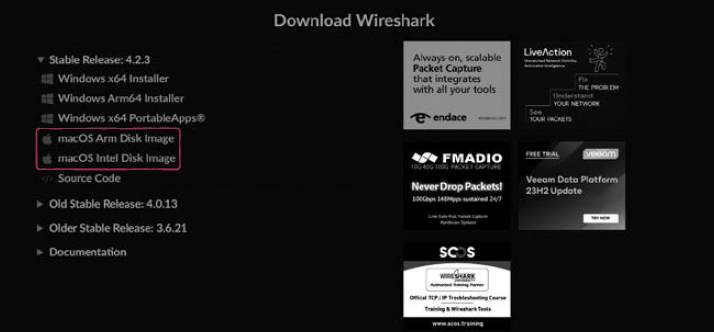 Download Wireshark
Stable Release: 4.2.3
Windows x64 Installer
Windows Arm64 Installer
Windows x64 PortableApps®
macOS Arm Disk Image
macOS Intel Disk Image
</> Source Code
Old Stable Release: 4.0.13
Older Stable Release: 3.6.21
Documentation
Always-on, scalable
Packet Capture
that integrates
with all your tools
endace
endace.com
LiveAction
Fix
THE PROBLEM
Understand
YOUR NETWORK
See
YOUR PACKETS
FMADIO
10G 40G 100G PACKET CAPTURE
Never Drop Packets!
100Gbps 148Mpps sustained 24/7
FREE TRIAL
veeam
Veeam Data Platform
23H2 Update
TRY NOW
SCOS
WIRESHARK
UNIVERSITY
Authorized Training Partner
Official TCP / IP Troubleshooting Course
Training & Wireshark Tools
www.scos.training